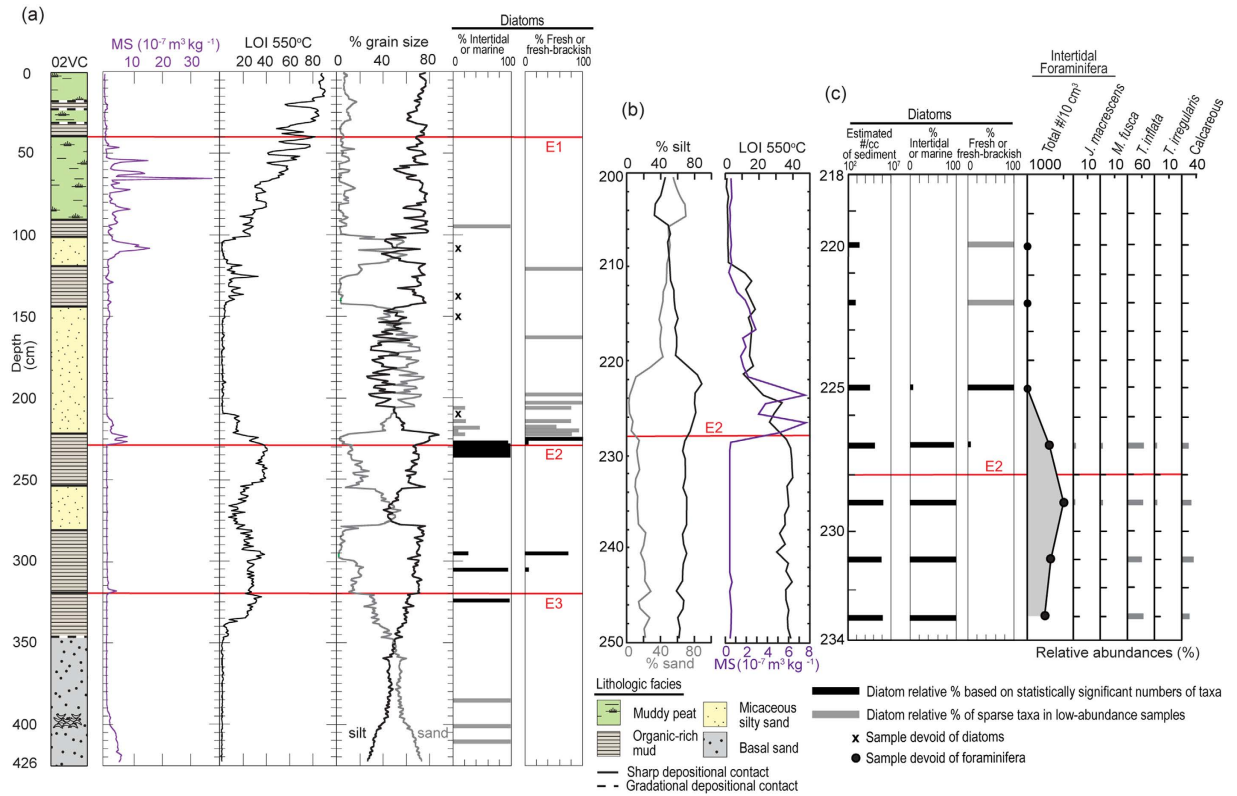 (a)
Diatoms
MS (10-7 m3 kg -1)
LOI 550oC
% grain size
% Intertidal
or marine
% Fresh or
fresh-brackish
02VC
10 20 30
20 40 60 80
40 80
0 100
0 100
0
50
100
150
200
250
300
350
400
426
Depth
(cm)
E1
E2
E3
silt
sand
(b)
% silt
LOI 550oC
0 40 80
0 20 40
200
210
220
230
240
250
E2
0 40 80
0 2 4 6 8
% sand
MS(10-7 m3 kg -1)
(c)
Intertidal
Foraminifera
Diatoms
Estimated
#/cc
of sediment
102 107
%
Intertidal
or marine
0 100
%
Fresh or
fresh-brackish
0 100
Total #/10 cm3
1000
J. macrescens
10
M. fusca
10
T. inflata
60
T. irregularis
10
Calcareous
40
218
220
225
230
234
E2
Relative abundances (%)
Lithologic facies
Muddy peat
Micaceous
silty sand
Organic-rich
mud
Basal sand
Sharp depositional contact
Gradational depositional contact
Diatom relative % based on statistically significant numbers of taxa
Diatom relative % of sparse taxa in low-abundance samples
x Sample devoid of diatoms
Sample devoid of foraminifera